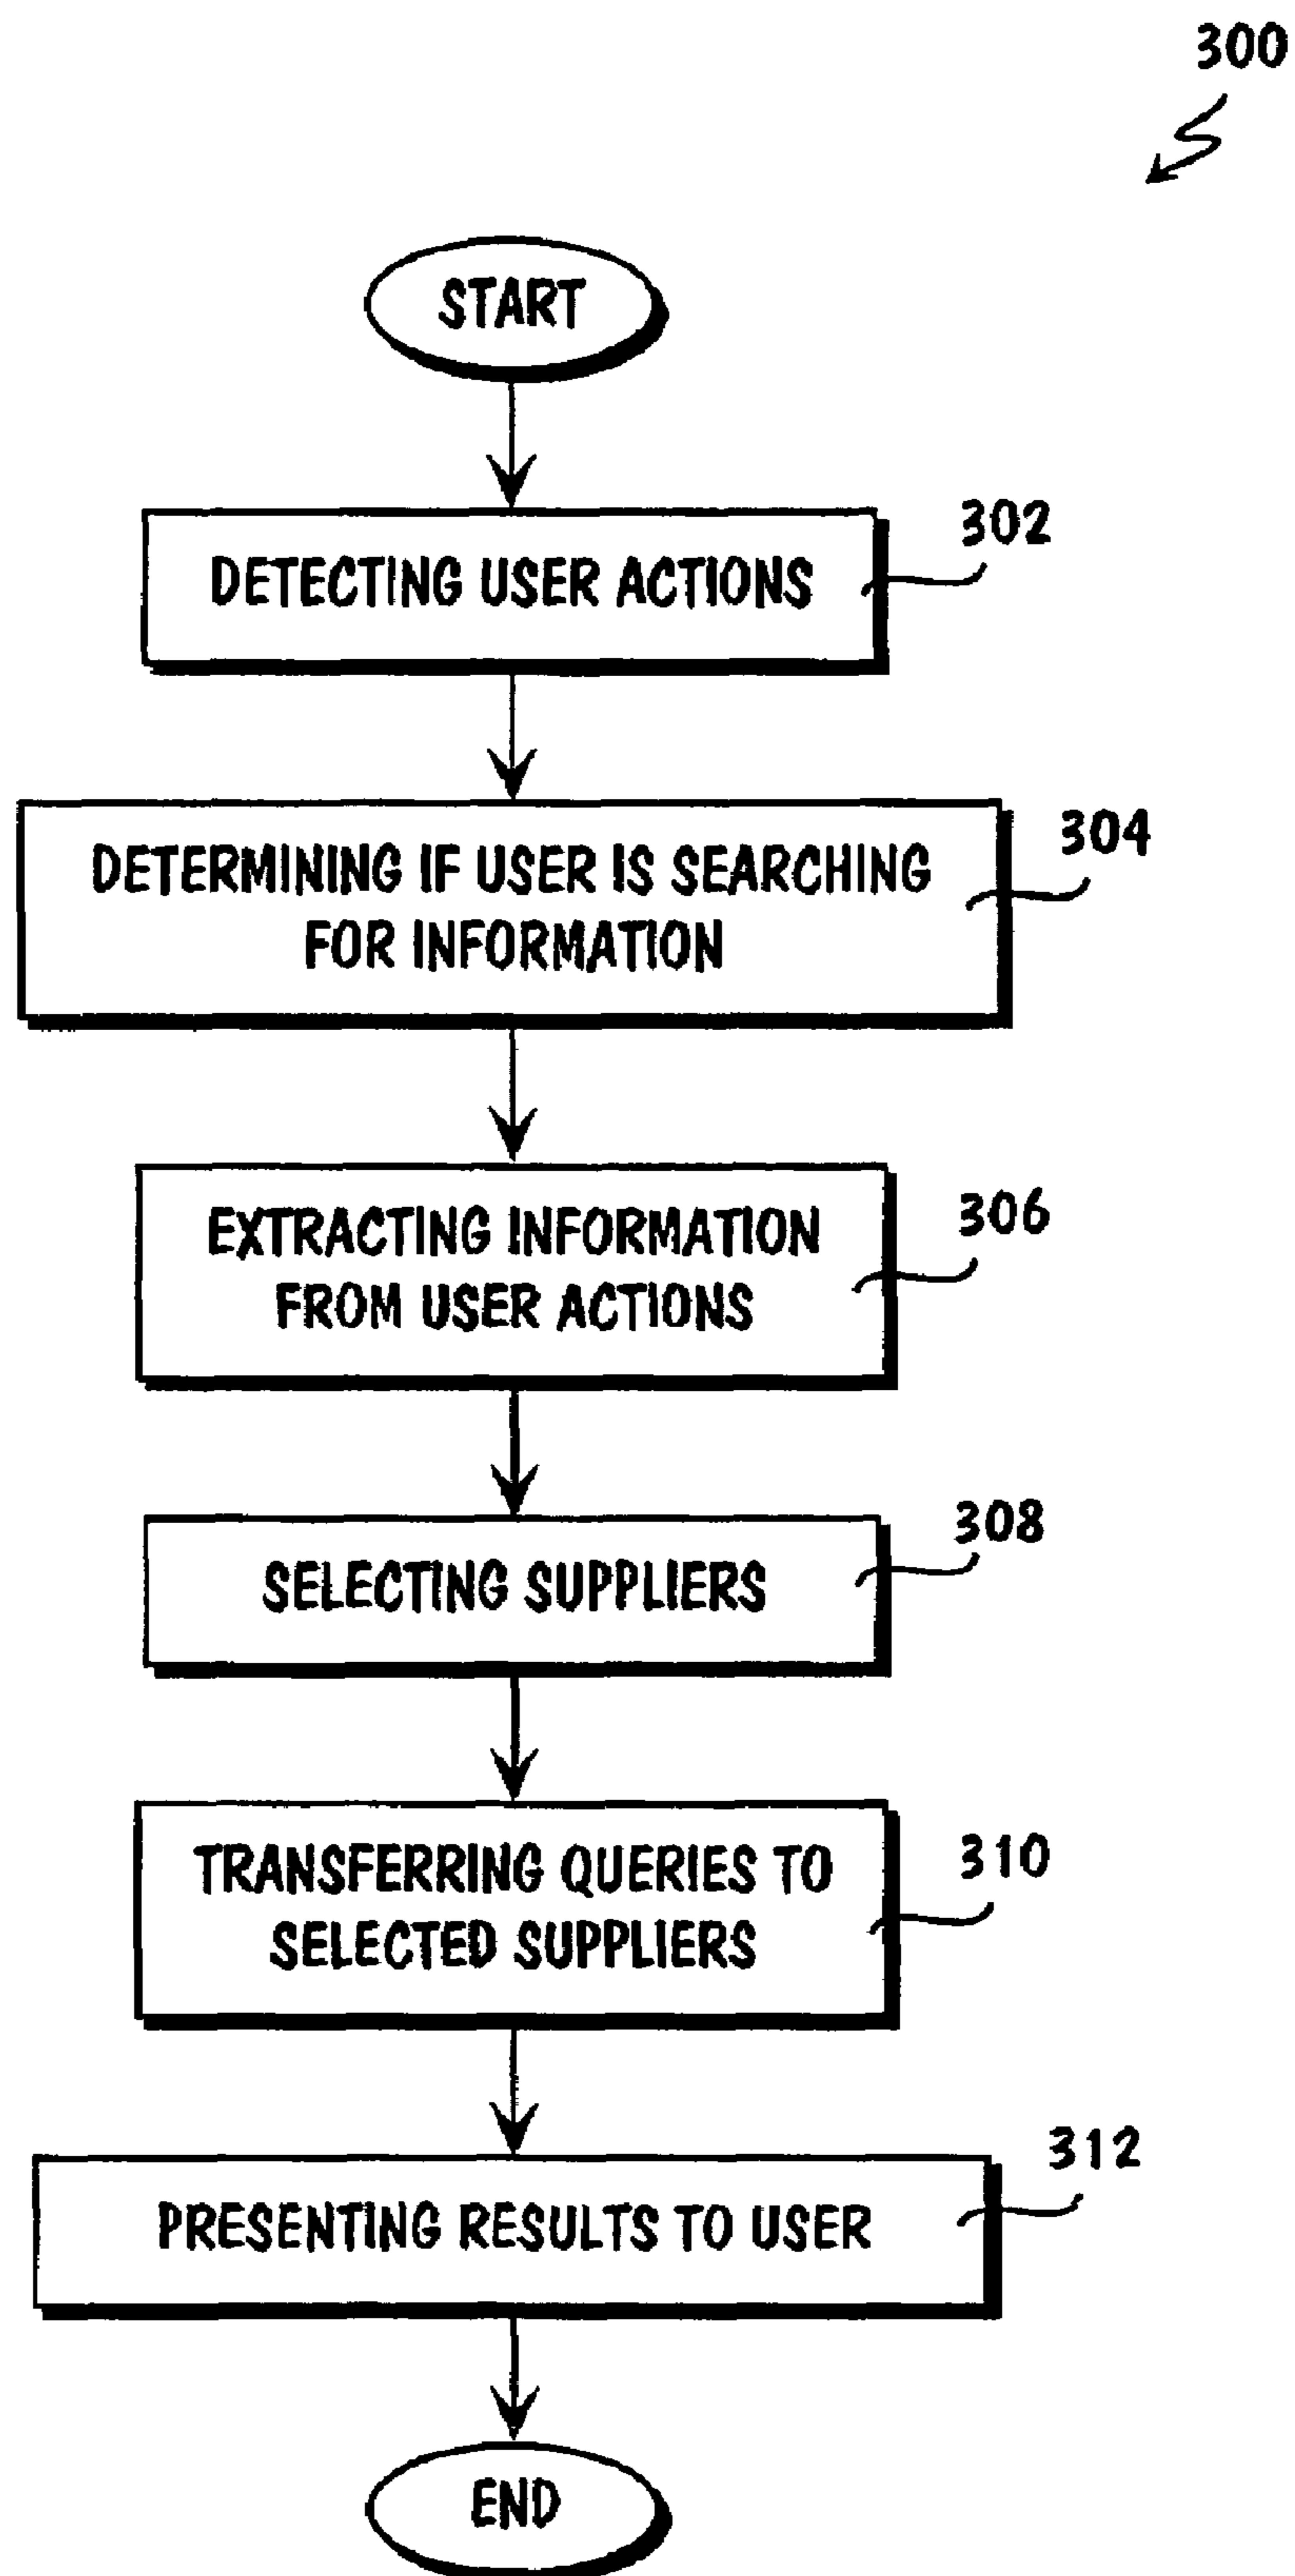 300
START
DETECTING USER ACTIONS
302
DETERMINING IF USER IS SEARCHING
FOR INFORMATION
304
EXTRACTING INFORMATION
FROM USER ACTIONS
306
SELECTING SUPPLIERS
308
TRANSFERRING QUERIES TO
SELECTED SUPPLIERS
310
PRESENTING RESULTS TO USER
312
END